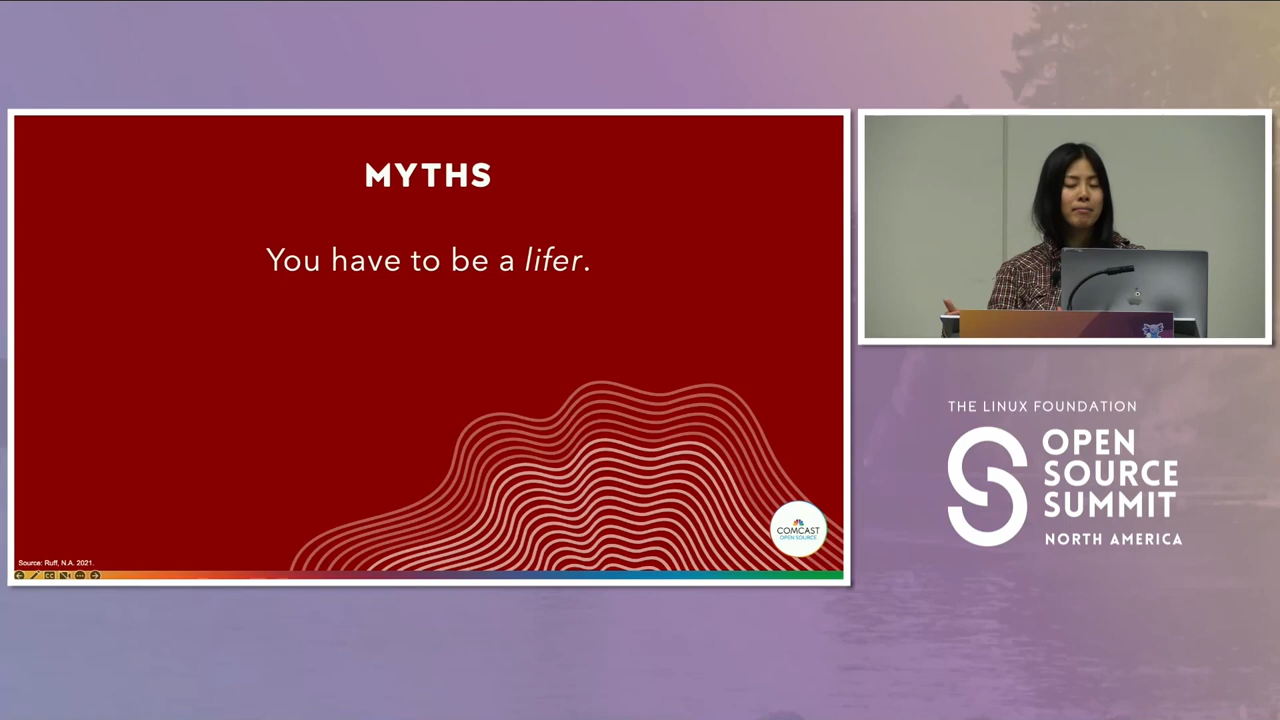 MYTHS
You have to be a lifer.
COMCAST
OPEN SOURCE
Source: Ruff, N.A. 2021.
THE LINUX FOUNDATION
OPEN
SOURCE
SUMMIT
NORTH AMERICA